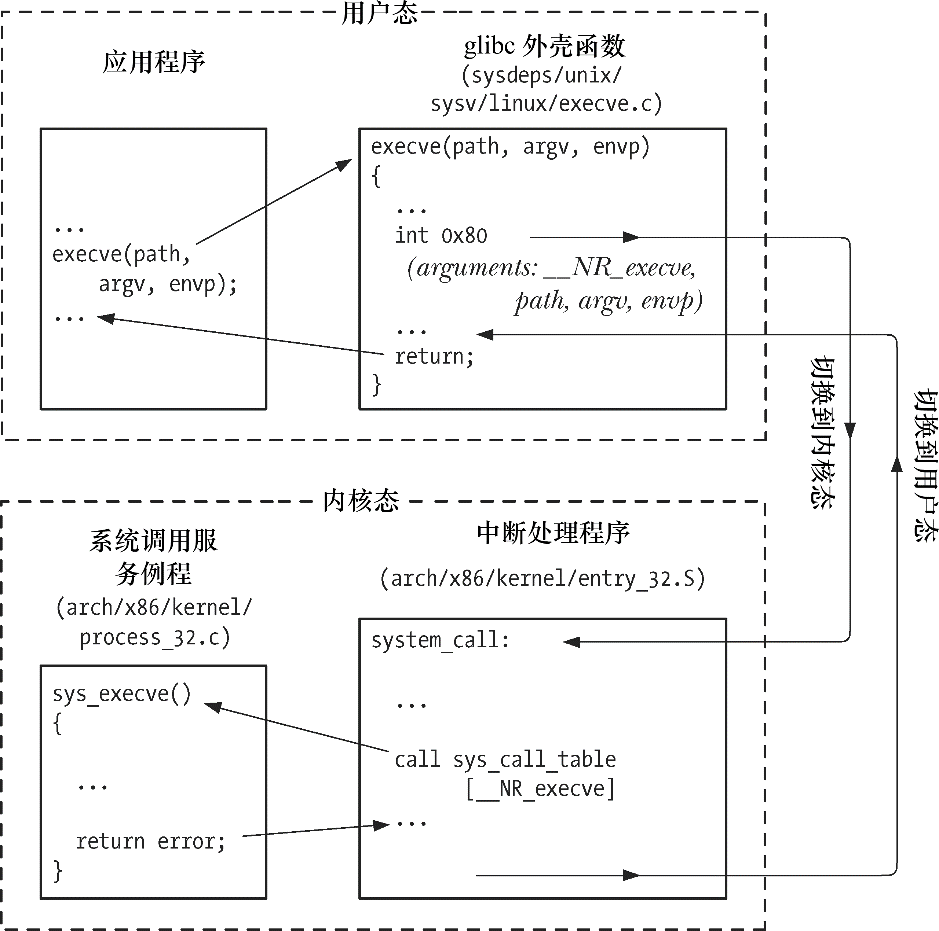 用户态
应用程序
glibc 外壳函数
(sysdeps/unix/
sysv/linux/execve.c)
...
execve(path,
argv, envp);
...
execve(path, argv, envp)
{
...
int 0x80
(arguments: __NR_execve,
path, argv, envp)
...
return;
}
切换到内核态
切换到用户态
内核态
系统调用服
务例程
(arch/x86/kernel/
process_32.c)
中断处理程序
(arch/x86/kernel/entry_32.S)
sys_execve()
{
...
return error;
}
system_call:
...
call sys_call_table
[__NR_execve]
...